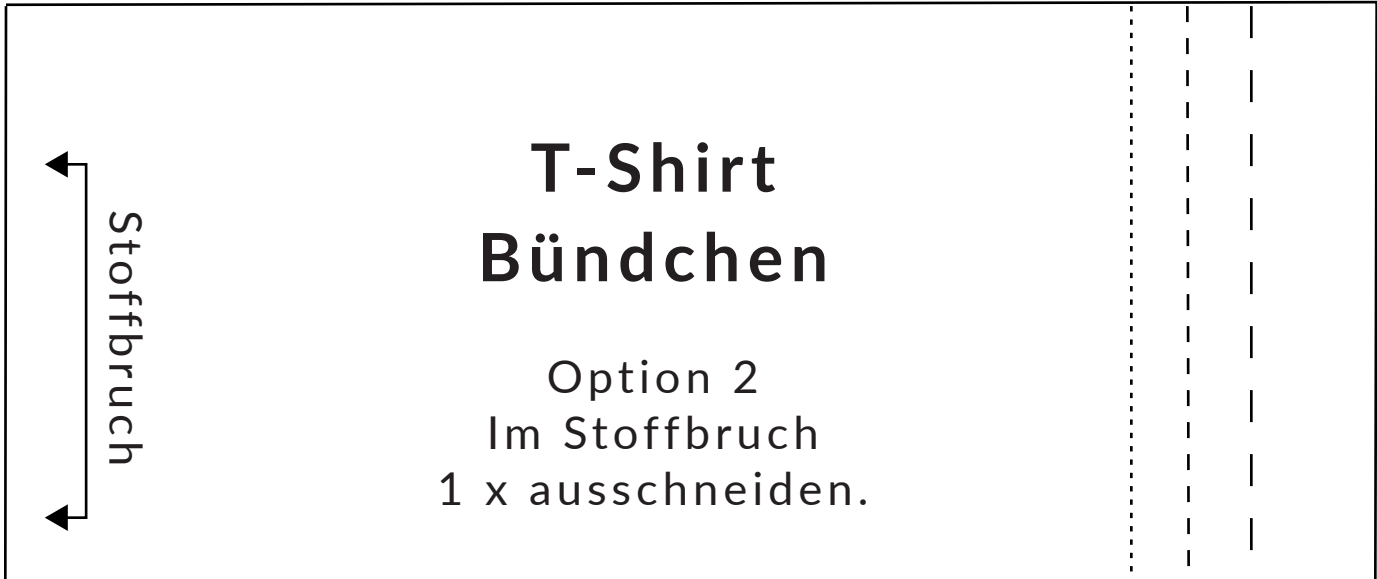 T-Shirt
Bündchen
Option 2
Im Stoffbruch
1 x ausschneiden.
Stoffbruch